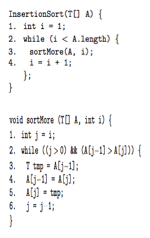 InsertionSort(T[] A) {
1. int i = 1;
2. while (i < A.length) {
3. sortMore(A, i);
4. i = i + 1;
};
}
void sortMore (T[] A, int i) {
1. int j = i;
2. while ((j > 0) && (A[j-1] > A[j])) {
3. T tmp = A[j-1];
4. A[j-1] = A[j];
5. A[j] = tmp;
6. j = j-1;
}